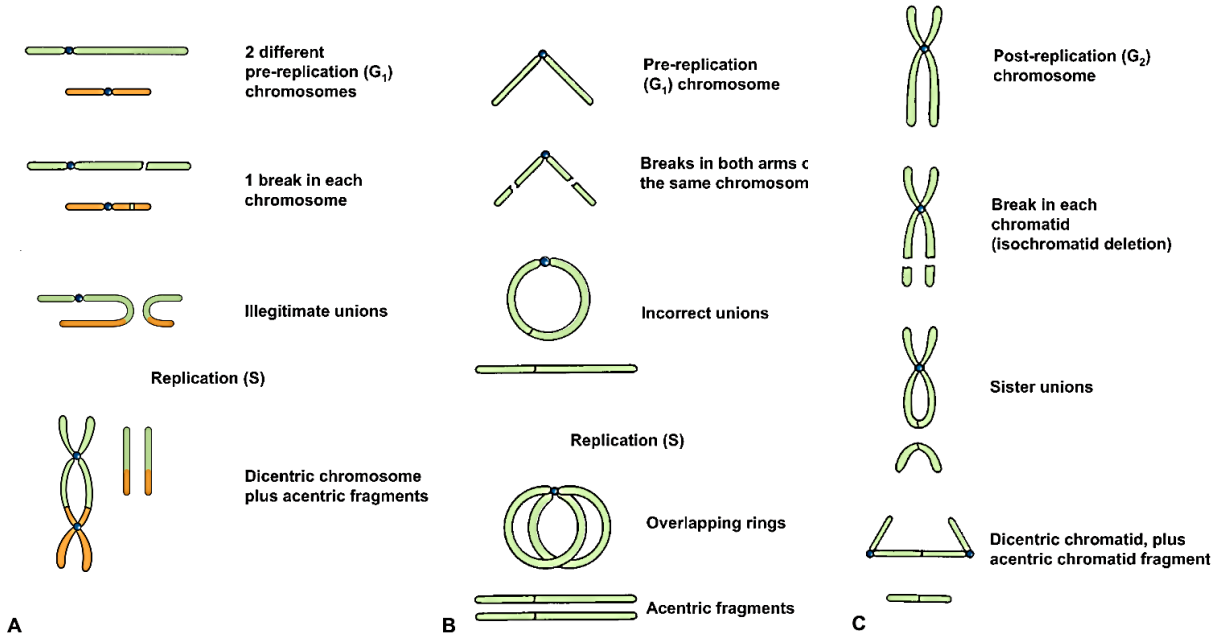 2 different
pre-replication (G₁)
chromosomes
1 break in each
chromosome
Illegitimate unions
Replication (S)
Dicentric chromosome
plus acentric fragments
A
Pre-replication
(G₁) chromosome
Breaks in both arms
the same
Incorrect unions
Replication (S)
Overlapping rings
Acentric fragments
B
Post-replication (G₂)
chromosome
Break in each
chromatid
(isochromatid deletion)
Sister unions
Dicentric chromatid, plus
acentric chromatid fragment
C